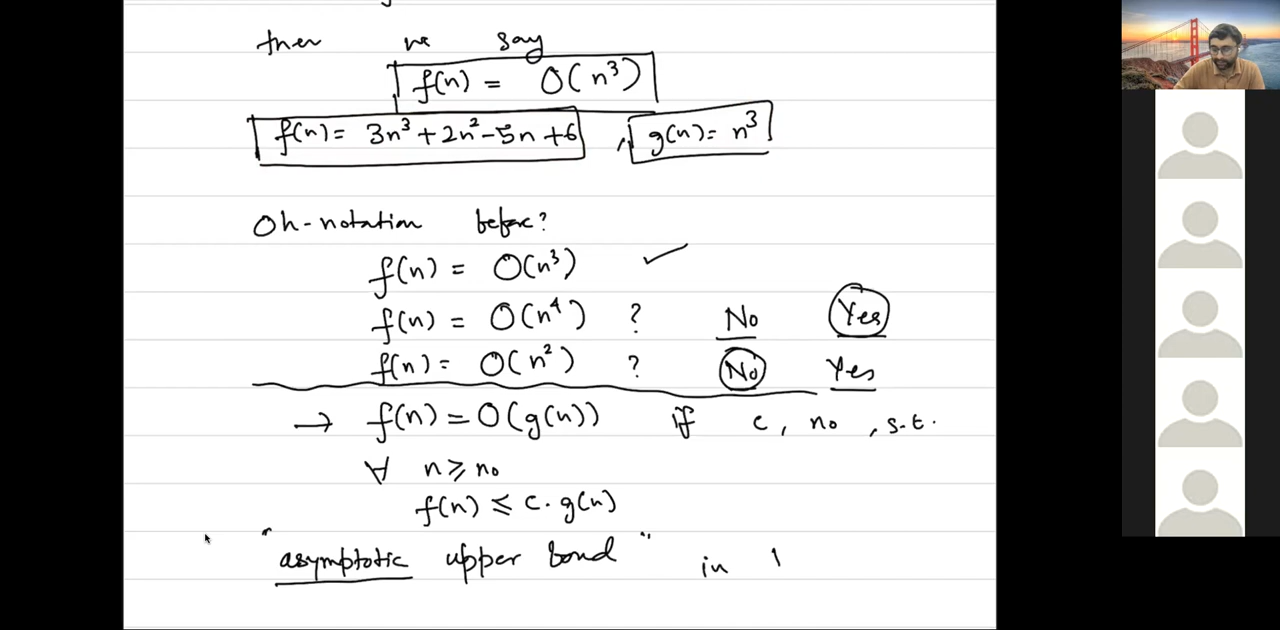 then we say
f(n) = O(n³)
f(n) = 3n³ + 2n² - 5n + 6 , g(n) = n³
Oh-notation before?
f(n) = O(n³) ✓
f(n) = O(n⁴) ? No Yes
f(n) = O(n²) ? No Yes
→ f(n) = O(g(n)) if c, n₀, s.t.
∀ n ≥ n₀
f(n) ≤ c. g(n)
"asymptotic upper bond" in